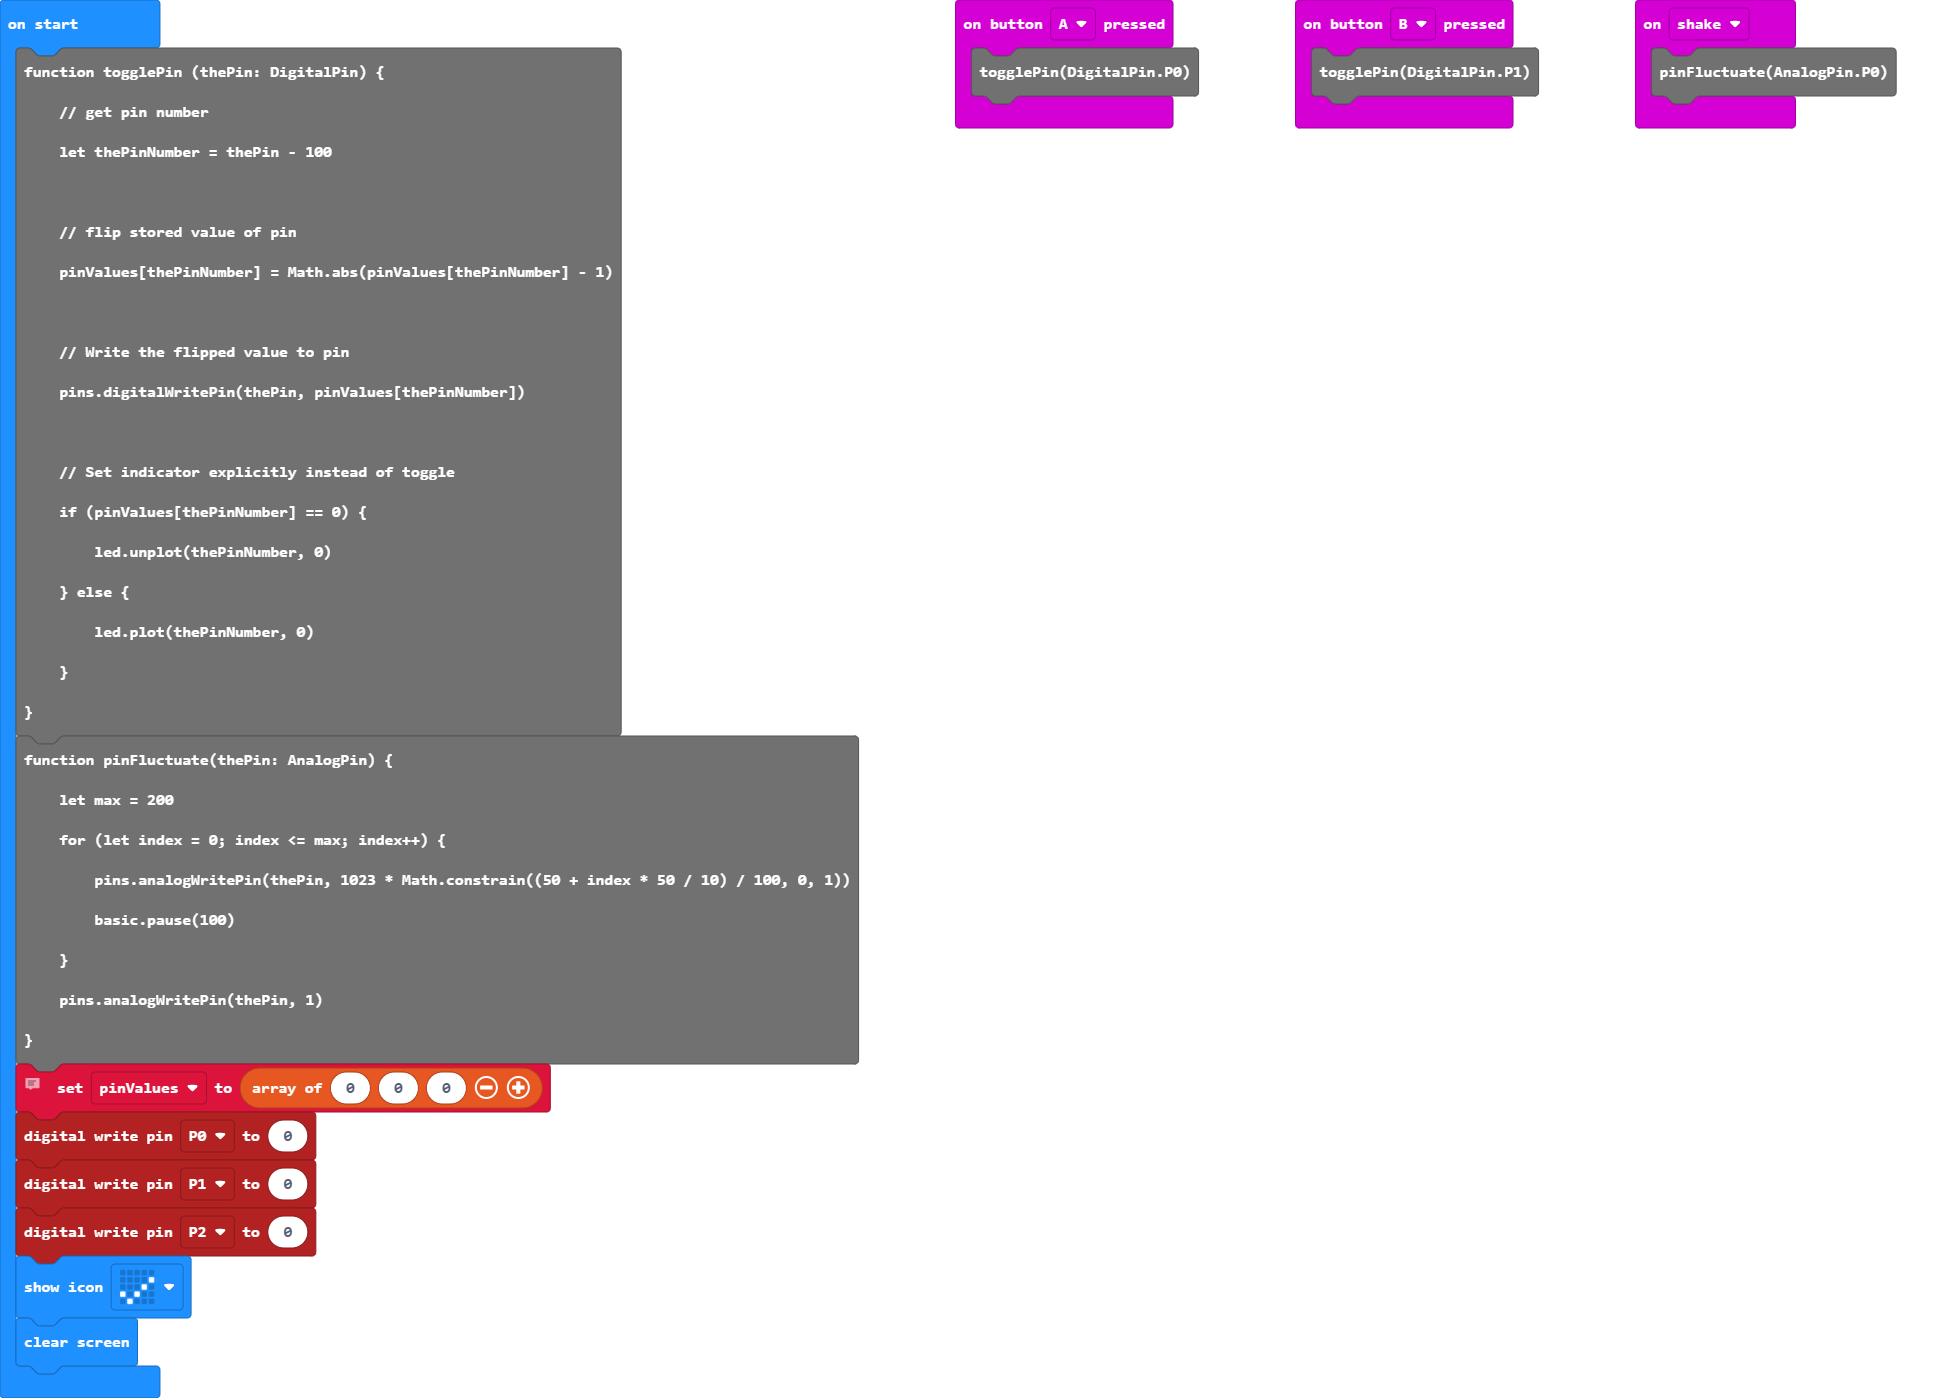 on start
function togglePin (thePin: DigitalPin) {
// get pin number
let thePinNumber = thePin - 100
// flip stored value of pin
pinValues[thePinNumber] = Math.abs(pinValues[thePinNumber] - 1)
// Write the flipped value to pin
pins.digitalWritePin(thePin, pinValues[thePinNumber])
// Set indicator explicitly instead of toggle
if (pinValues[thePinNumber] == 0) {
led.unplot(thePinNumber, 0)
} else {
led.plot(thePinNumber, 0)
}
}
function pinFluctuate(thePin: AnalogPin) {
let max = 200
for (let index = 0; index <= max; index++) {
pins.analogWritePin(thePin, 1023 * Math.constrain((50 + index * 50 / 10) / 100, 0, 1))
basic.pause(100)
}
pins.analogWritePin(thePin, 1)
}
set pinValues to array of 0 0 0
digital write pin P0 to 0
digital write pin P1 to 0
digital write pin P2 to 0
show icon
clear screen
on button A pressed
togglePin(DigitalPin.P0)
on button B pressed
togglePin(DigitalPin.P1)
on shake
pinFluctuate(AnalogPin.P0)